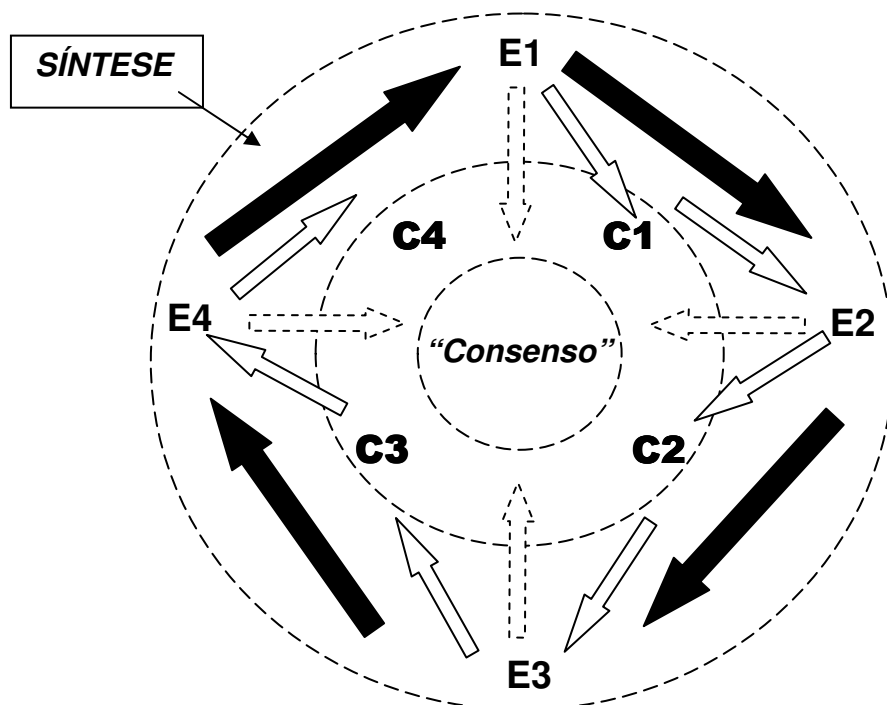 SÍNTESE
E1
C4
C1
E4
E2
“Consenso”
C3
C2
E3